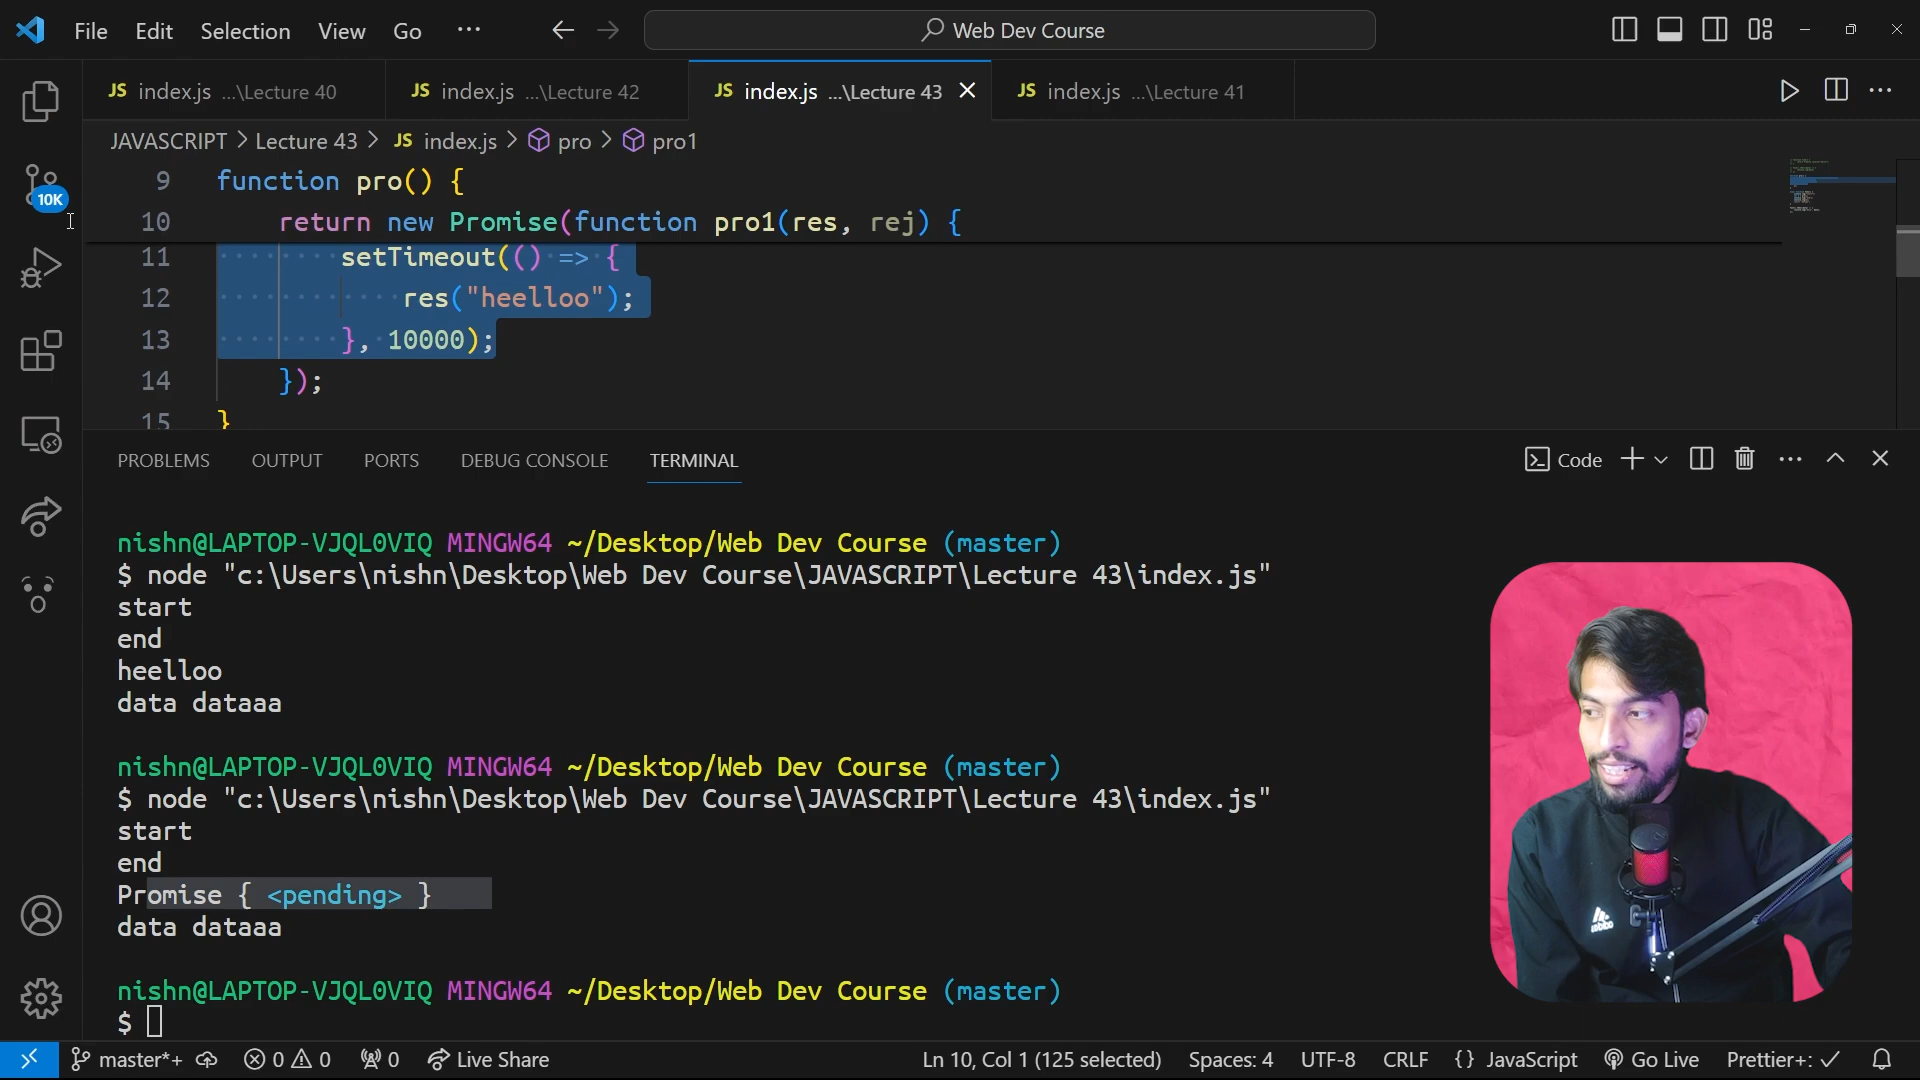 File Edit Selection View Go ···
Web Dev Course
JS index.js ...\Lecture 40
JS index.js ...\Lecture 42
JS index.js ...\Lecture 43
JS index.js ...\Lecture 41
JAVASCRIPT > Lecture 43 > JS index.js > pro > pro1
10K
9 function pro() {
10 return new Promise(function pro1(res, rej) {
11 setTimeout(() => {
12 res("heelloo");
13 }, 10000);
14 });
15 }
PROBLEMS OUTPUT PORTS DEBUG CONSOLE TERMINAL
Code
nishn@LAPTOP-VJQL0VIQ MINGW64 ~/Desktop/Web Dev Course (master)
$ node "c:\Users\nishn\Desktop\Web Dev Course\JAVASCRIPT\Lecture 43\index.js"
start
end
heelloo
data dataaa
nishn@LAPTOP-VJQL0VIQ MINGW64 ~/Desktop/Web Dev Course (master)
$ node "c:\Users\nishn\Desktop\Web Dev Course\JAVASCRIPT\Lecture 43\index.js"
start
end
Promise { <pending> }
data dataaa
nishn@LAPTOP-VJQL0VIQ MINGW64 ~/Desktop/Web Dev Course (master)
$
master*+ 0 0 0 Live Share
Ln 10, Col 1 (125 selected) Spaces: 4 UTF-8 CRLF {} JavaScript Go Live Prettier+: ✓